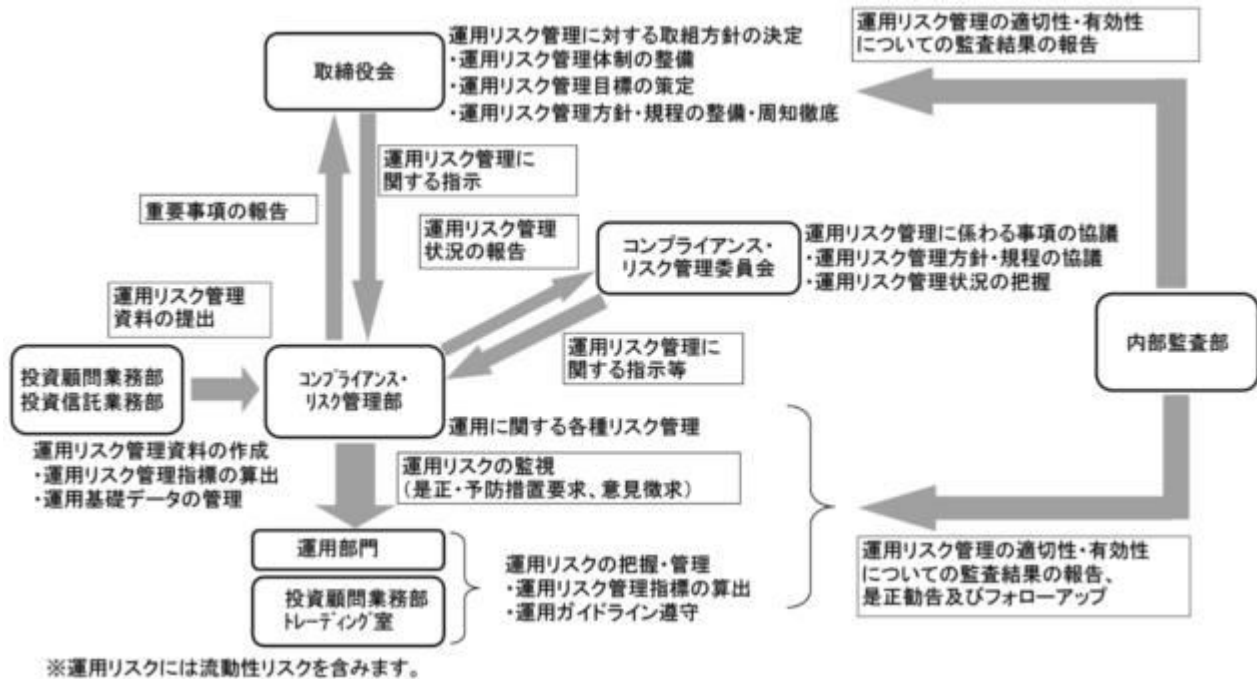 取締役会
運用リスク管理に対する取組方針の決定
・運用リスク管理体制の整備
・運用リスク管理目標の策定
・運用リスク管理方針・規程の整備・周知徹底
運用リスク管理の適切性・有効性
についての監査結果の報告
運用リスク管理に
関する指示
重要事項の報告
運用リスク管理
状況の報告
コンプライアンス・
リスク管理委員会
運用リスク管理に係わる事項の協議
・運用リスク管理方針・規程の協議
・運用リスク管理状況の把握
運用リスク管理
資料の提出
内部監査部
運用リスク管理に
関する指示等
投資顧問業務部
投資信託業務部
コンプライアンス・
リスク管理部
運用に関する各種リスク管理
運用リスク管理資料の作成
・運用リスク管理指標の算出
・運用基礎データの管理
運用リスクの監視
(是正・予防措置要求、意見徴求)
運用部門
投資顧問業務部
トレーディング室
運用リスクの把握・管理
・運用リスク管理指標の算出
・運用ガイドライン遵守
運用リスク管理の適切性・有効性
についての監査結果の報告、
是正勧告及びフォローアップ
※運用リスクには流動性リスクを含みます。